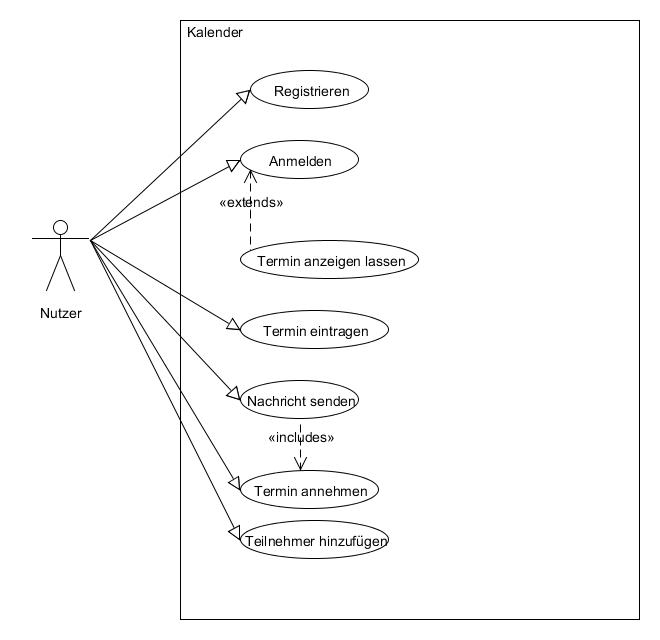 Kalender
Registrieren
Anmelden
«extends»
Termin anzeigen lassen
Nutzer
Termin eintragen
Nachricht senden
«includes»
Termin annehmen
Teilnehmer hinzufügen